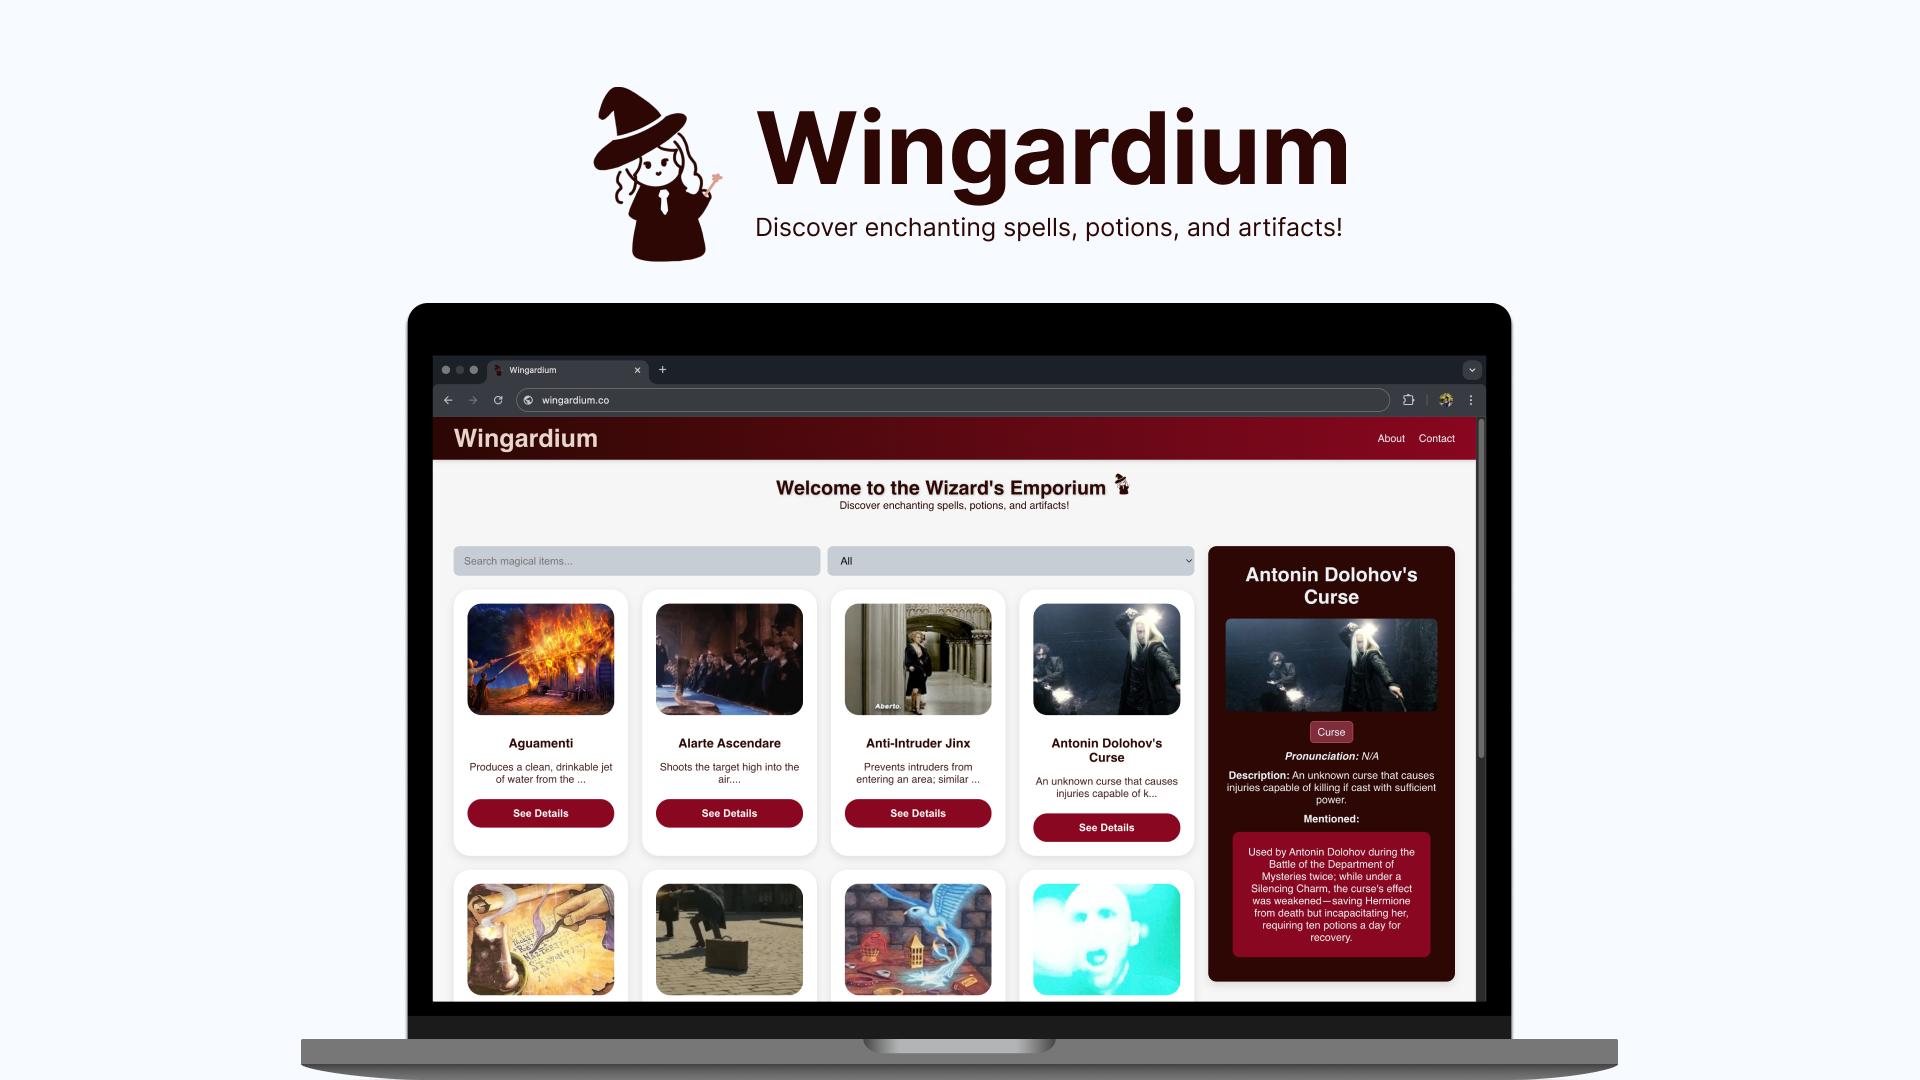 Wingardium
Discover enchanting spells, potions, and artifacts!
Wingardium
wingardium.co
Wingardium
About
Contact
Welcome to the Wizard's Emporium
Discover enchanting spells, potions, and artifacts!
Search magical items...
All
Aguamenti
Produces a clean, drinkable jet
of water from the ...
See Details
Alarte Ascendare
Shoots the target high into the
air....
See Details
Aberto.
Anti-Intruder Jinx
Prevents intruders from
entering an area; similar ...
See Details
Antonin Dolohov's
Curse
An unknown curse that causes
injuries capable of k...
See Details
Antonin Dolohov's
Curse
Curse
Pronunciation: N/A
Description: An unknown curse that causes
injuries capable of killing if cast with sufficient
power.
Mentioned:
Used by Antonin Dolohov during the
Battle of the Department of
Mysteries twice; while under a
Silencing Charm, the curse's effect
was weakened—saving Hermione
from death but incapacitating her,
requiring ten potions a day for
recovery.